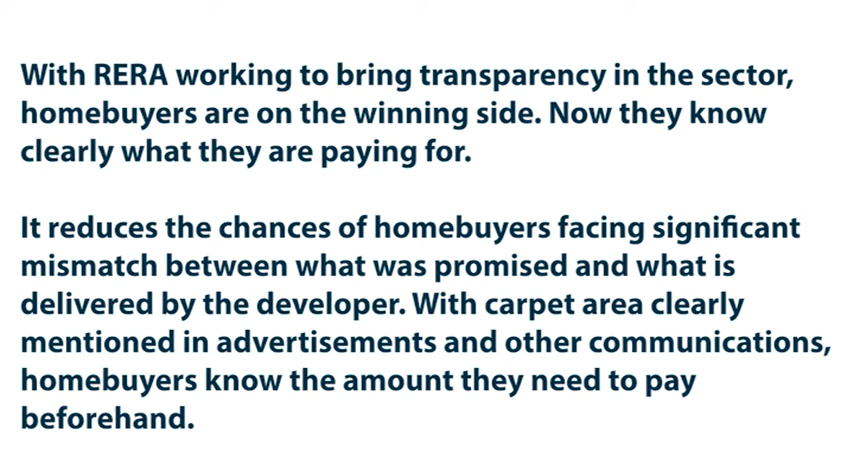 With RERA working to bring transparency in the sector,
homebuyers are on the winning side. Now they know
clearly what they are paying for.
It reduces the chances of homebuyers facing significant
mismatch between what was promised and what is
delivered by the developer. With carpet area clearly
mentioned in advertisements and other communications,
homebuyers know the amount they need to pay
beforehand.